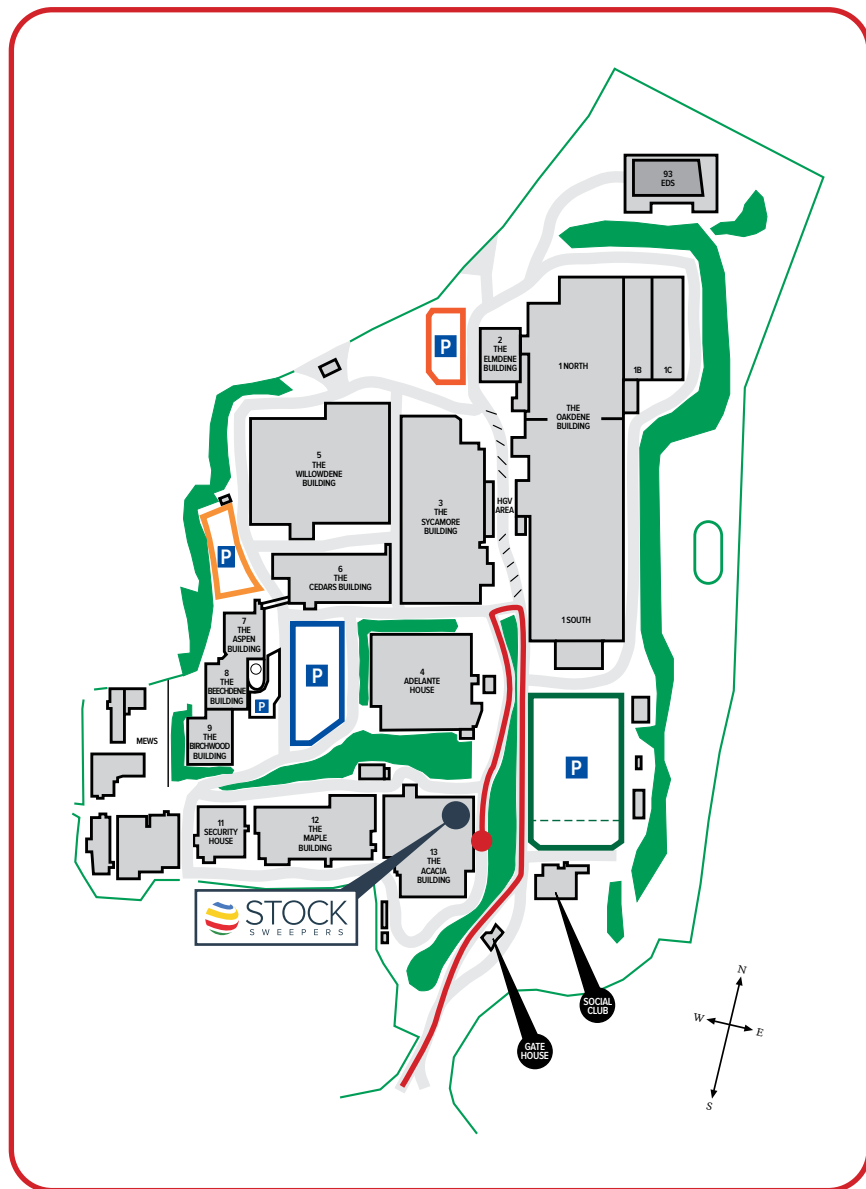 93
EDS
P
2
THE
ELMDENE
BUILDING
1 NORTH
1B
1C
THE
OAKDENE
BUILDING
5
THE
WILLOWDENE
BUILDING
3
THE
SYCAMORE
BUILDING
HGV
AREA
P
6
THE
CEDARS BUILDING
7
THE
ASPEN
BUILDING
1 SOUTH
8
THE
BEECHDENE
BUILDING
P
P
4
ADELANTE
HOUSE
9
THE
BIRCHWOOD
BUILDING
MEWS
P
11
SECURITY
HOUSE
12
THE
MAPLE
BUILDING
13
THE
ACACIA
BUILDING
STOCK
SWEEPERS
SOCIAL
CLUB
GATE
HOUSE
N
W
E
S